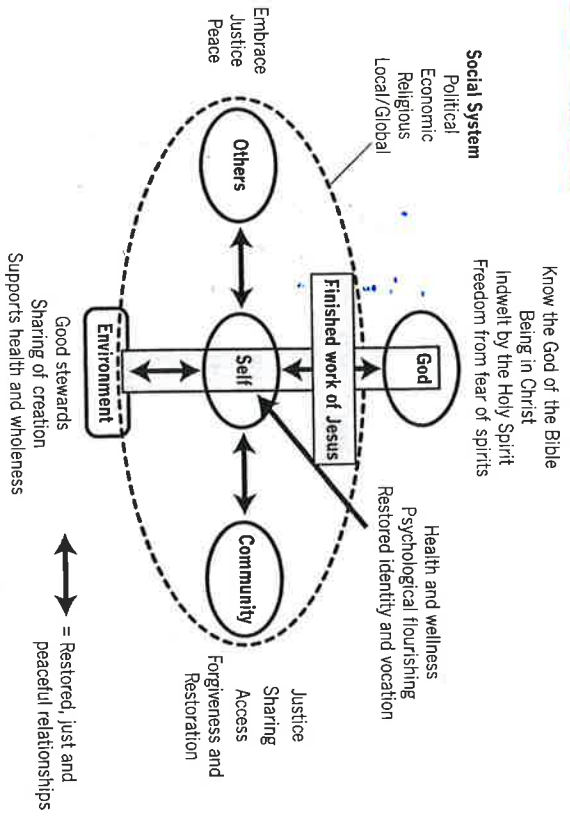 Know the God of the Bible
Being in Christ
Indwelt by the Holy Spirit
Freedom from fear of spirits
Social System
Political
Economic
Religious
Local/Global
God
Health and wellness
Psychological flourishing
Restored identity and vocation
Finished work of Jesus
Embrace
Justice
Peace
Others
Self
Community
Justice
Sharing
Access
Forgiveness and
Restoration
Environment
Good stewards
Sharing of creation
Supports health and wholeness
= Restored, just and
peaceful relationships